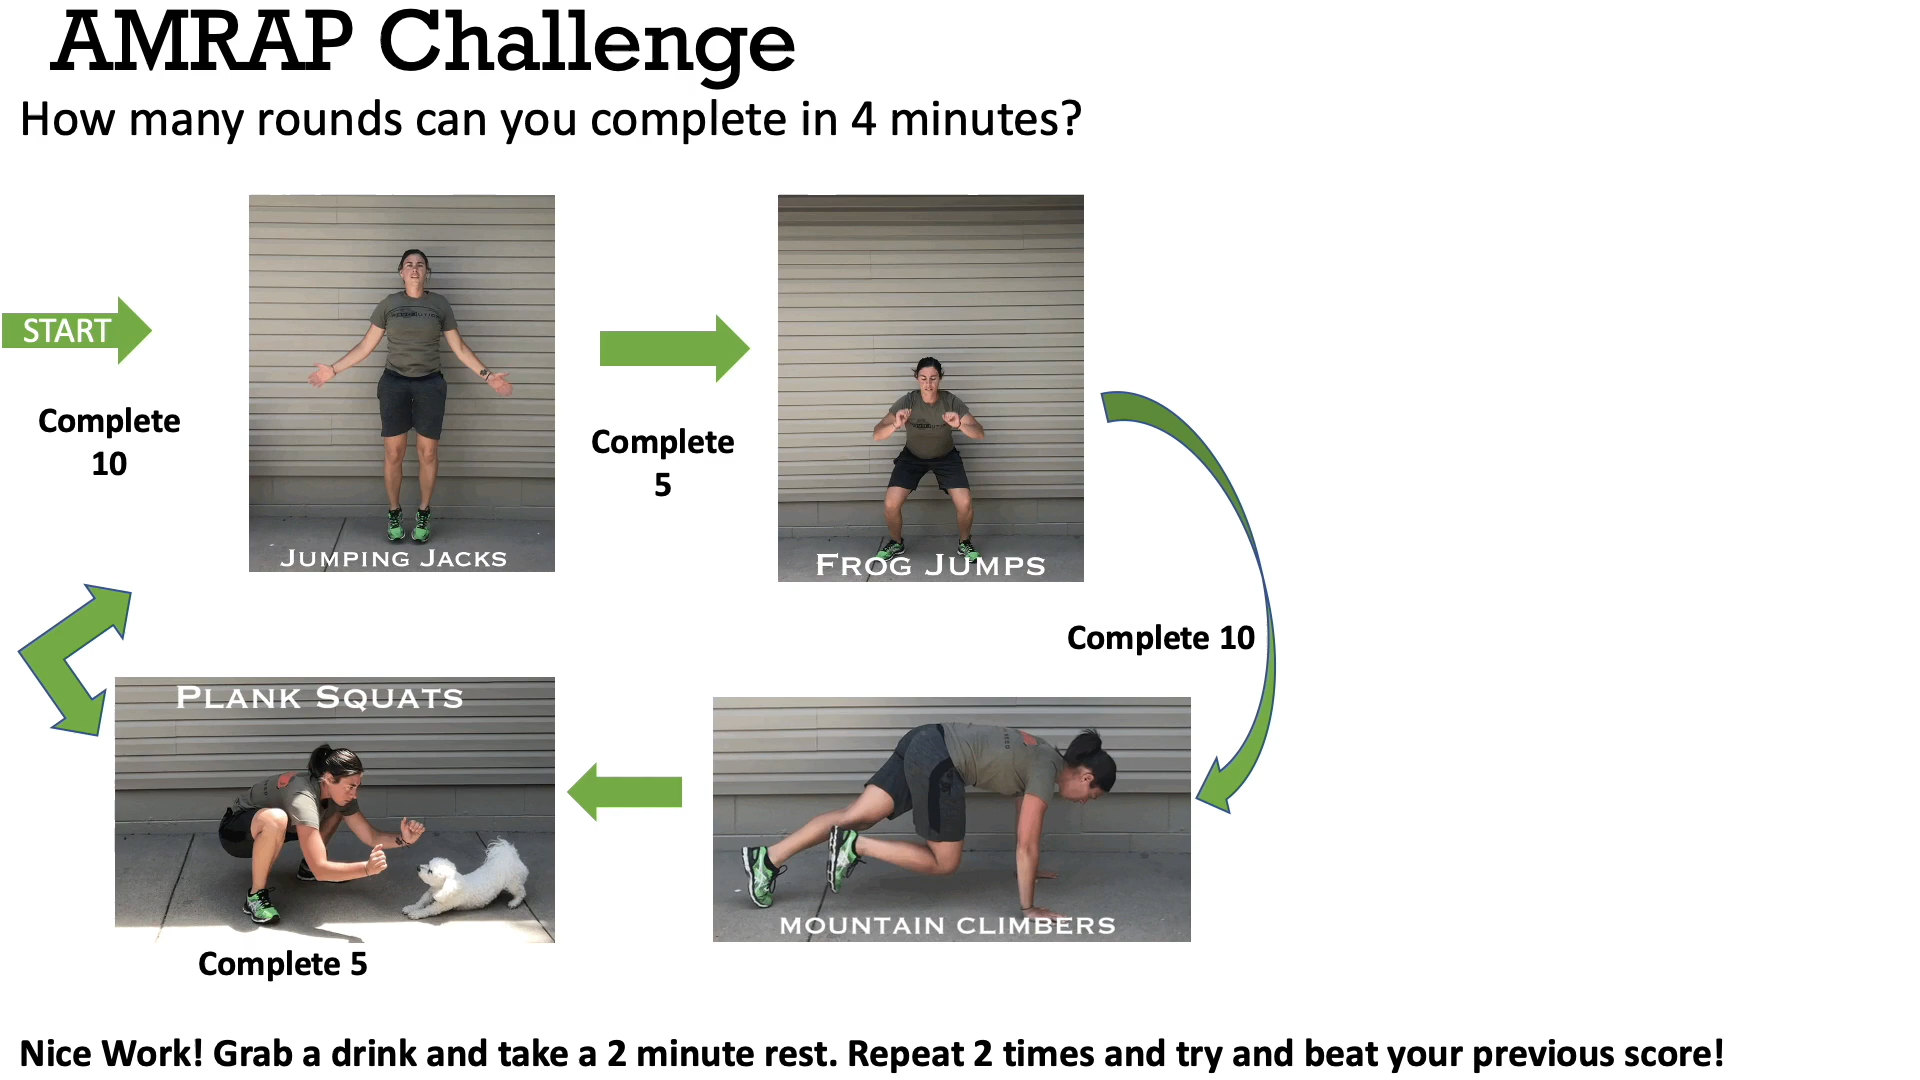 AMRAP Challenge
How many rounds can you complete in 4 minutes?
START
Complete
10
JUMPING JACKS
Complete
5
FROG JUMPS
Complete 10
MOUNTAIN CLIMBERS
PLANK SQUATS
Complete 5
Nice Work! Grab a drink and take a 2 minute rest. Repeat 2 times and try and beat your previous score!